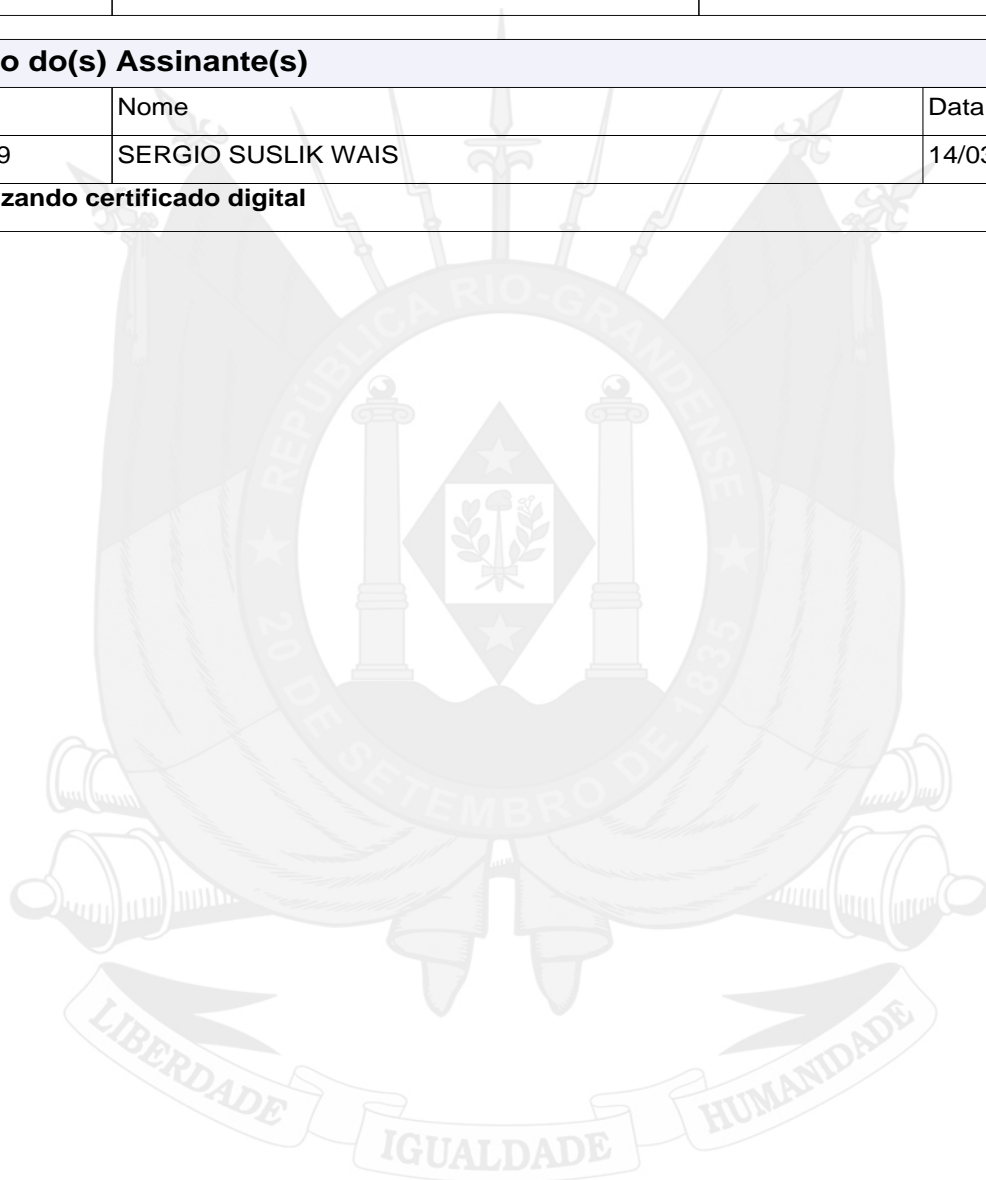 o do(s) Assinante(s)
Nome Data
9 SERGIO SUSLIK WAIS 14/03
zando certificado digital
REPÚBLICA RIO-GRANDENSE
20 DE SETEMBRO DE 1835
LIBERDADE IGUALDADE HUMANIDADE